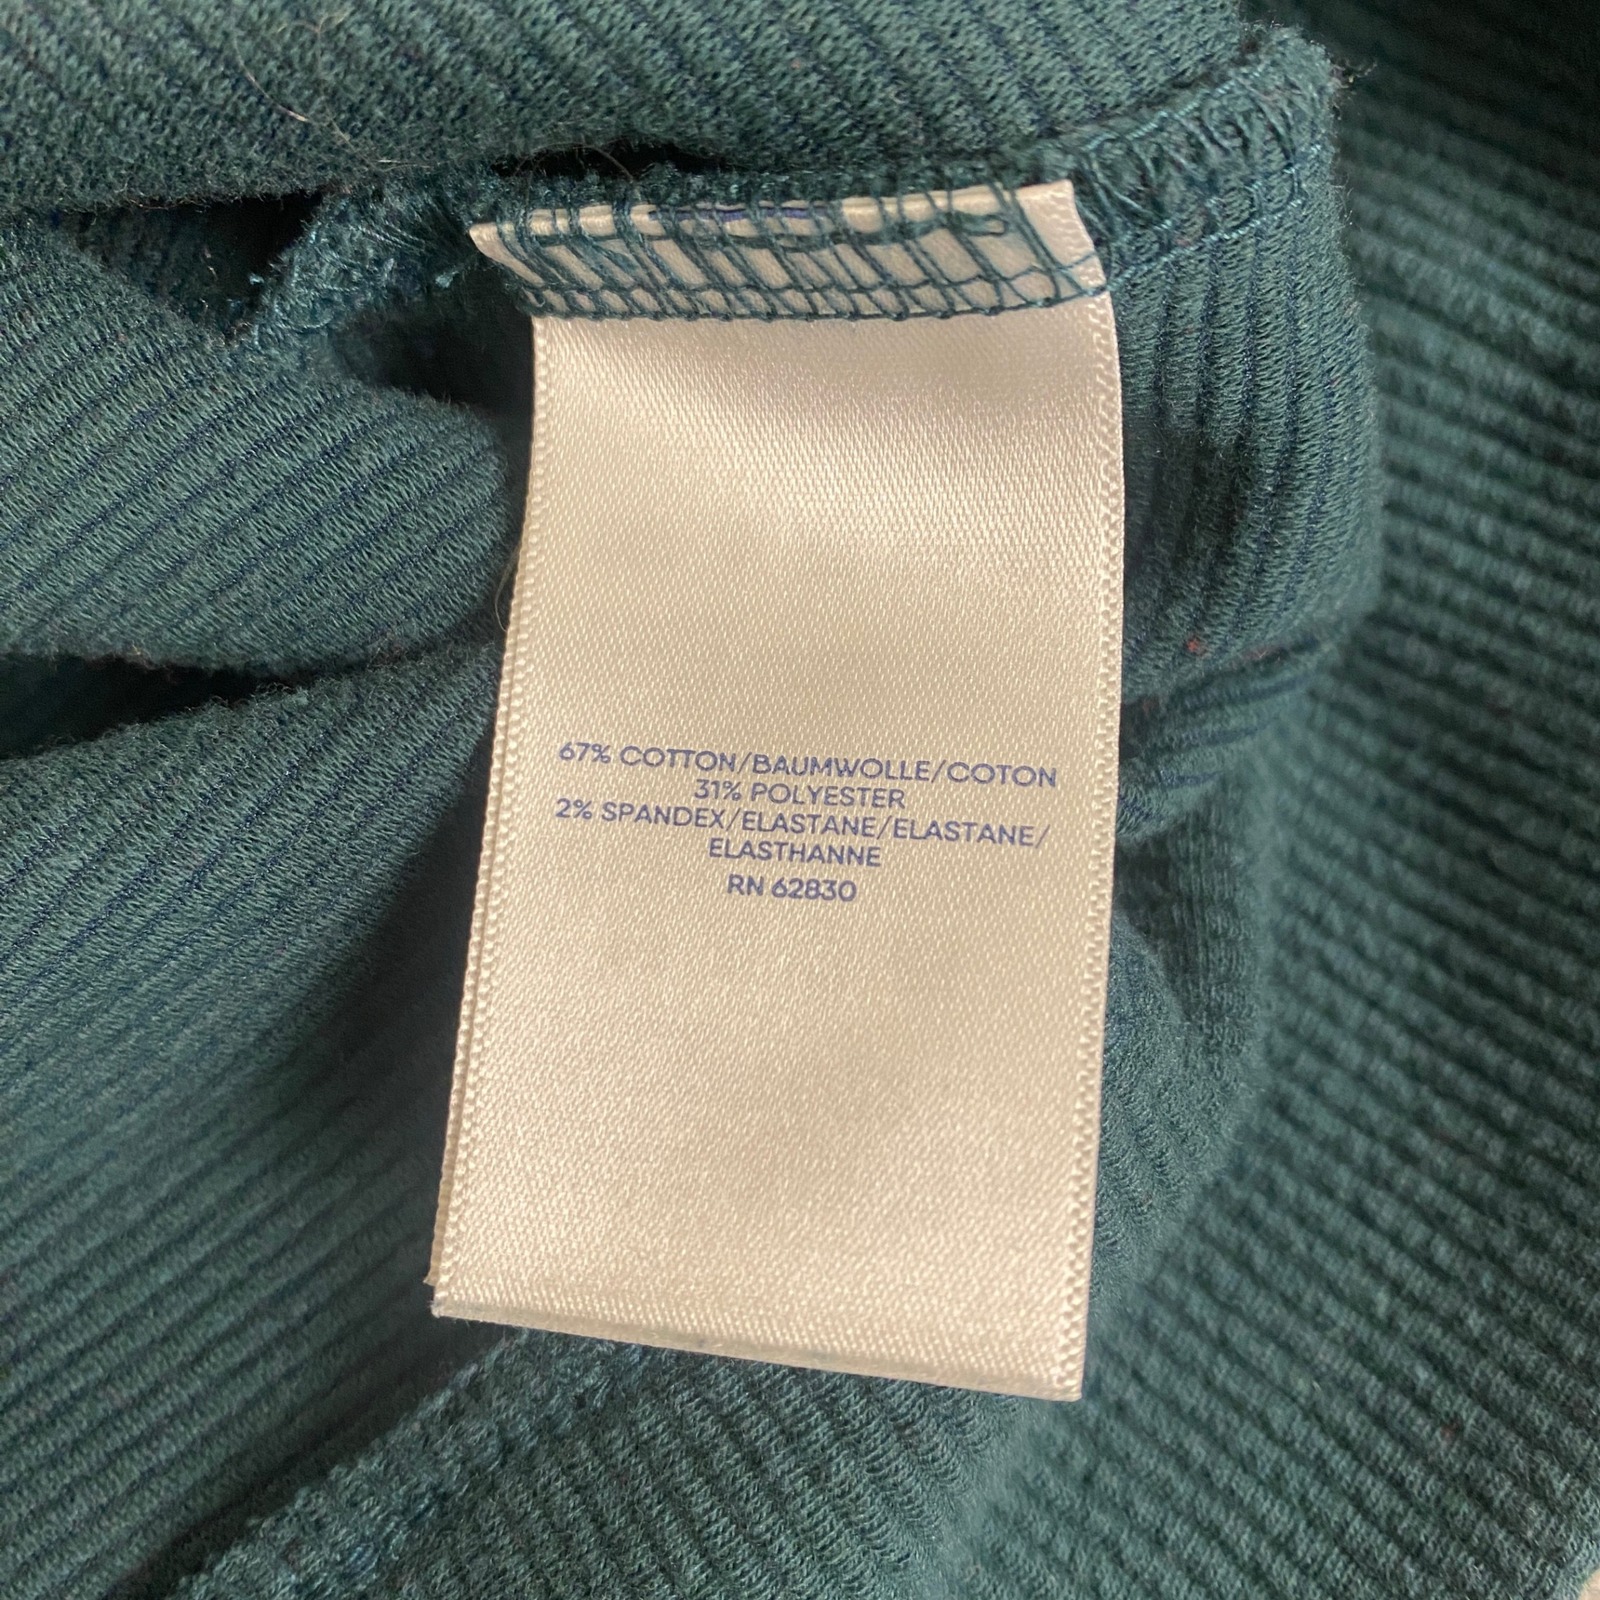 67% COTTON/BAUMWOLLE/COTON
31% POLYESTER
2% SPANDEX/ELASTANE/ELASTANE/
ELASTHANNE
RN 62830